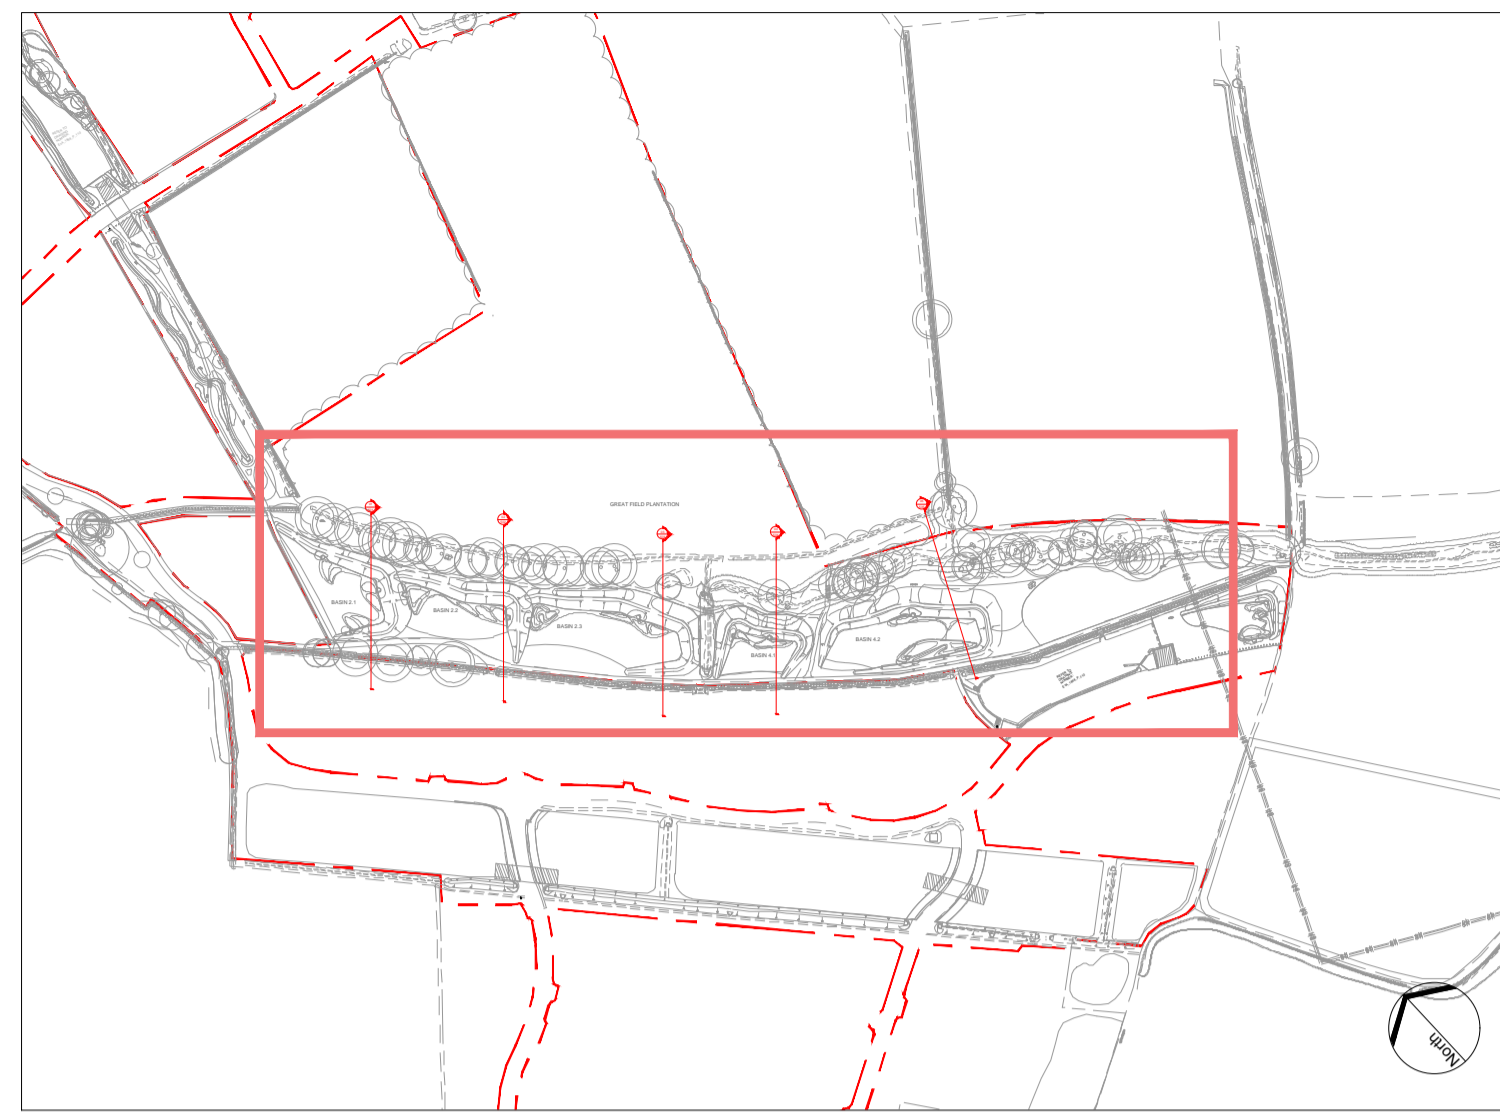 GREAT FIELD PLANTATION
BASIN 2.1
BASIN 2.2
BASIN 2.3
BASIN 4.1
BASIN 4.2
North